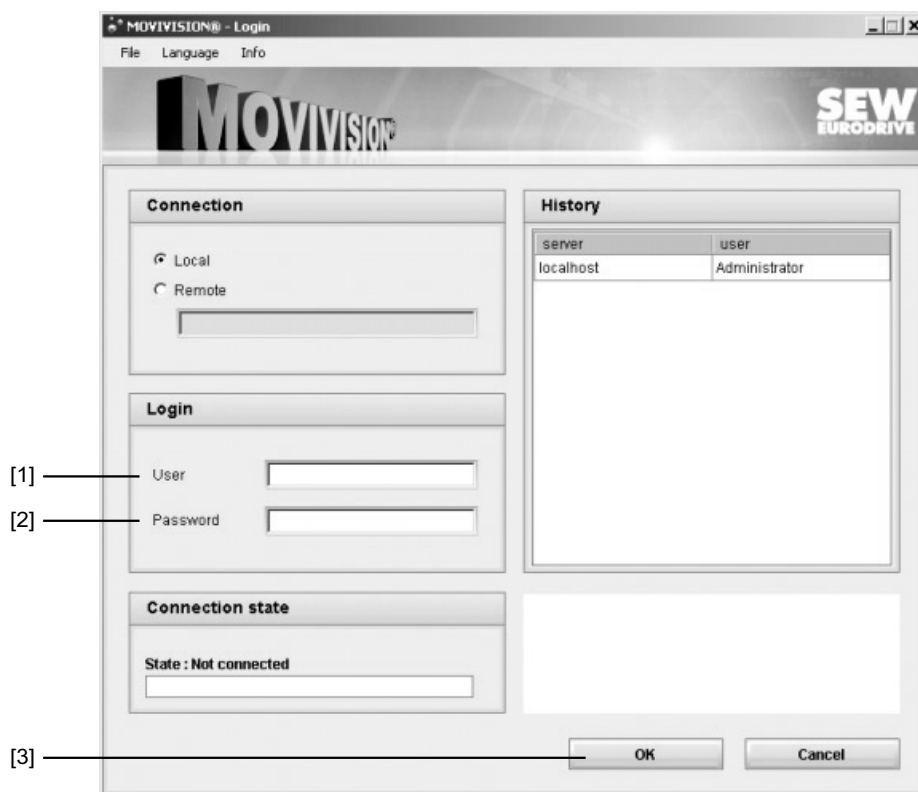 MOVIVISION® - Login
File Language Info
MOVIVISION®
SEW
EURODRIVE
Connection
Local
Remote
History
server user
localhost Administrator
Login
[1] User
[2] Password
Connection state
State : Not connected
[3] OK Cancel